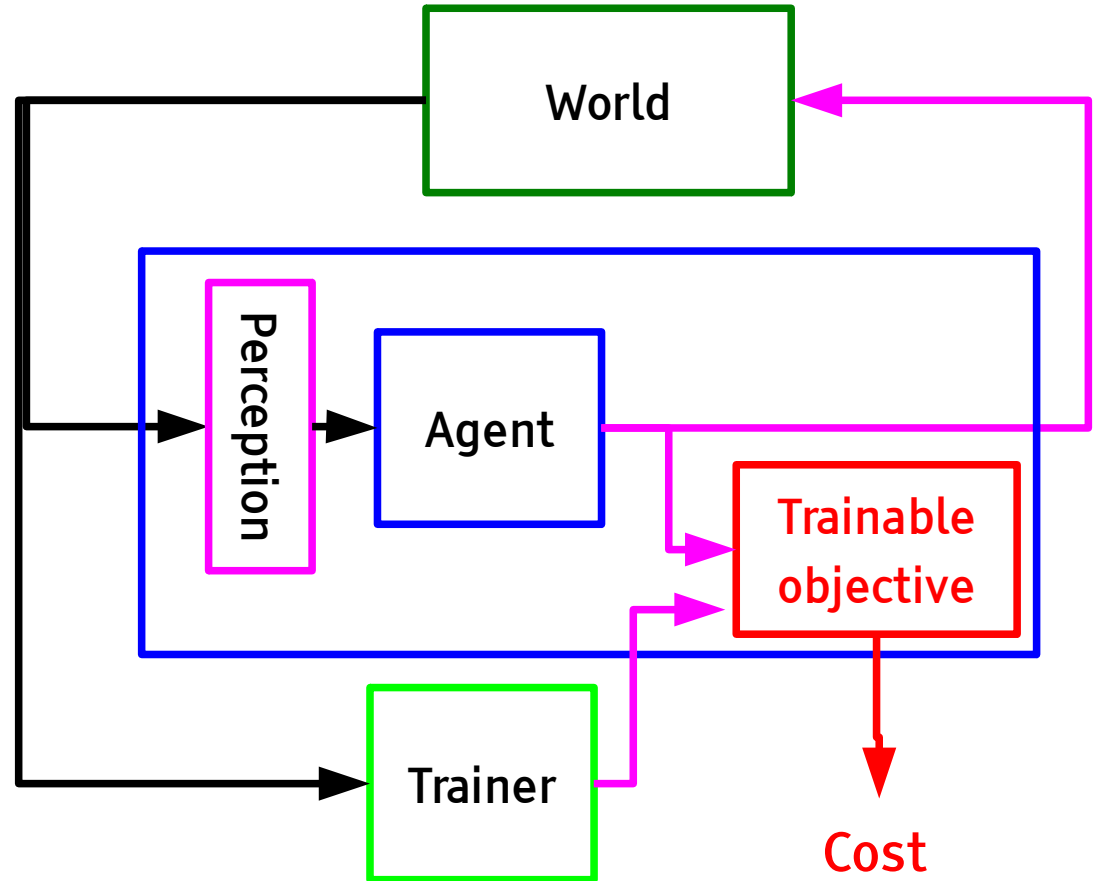 World
Perception
Agent
Trainable
objective
Trainer
Cost